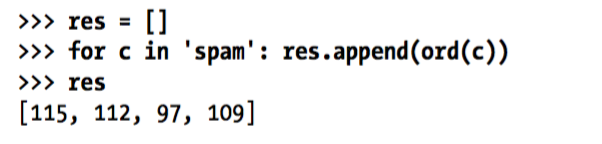 >>> res = []
>>> for c in 'spam': res.append(ord(c))
>>> res
[115, 112, 97, 109]